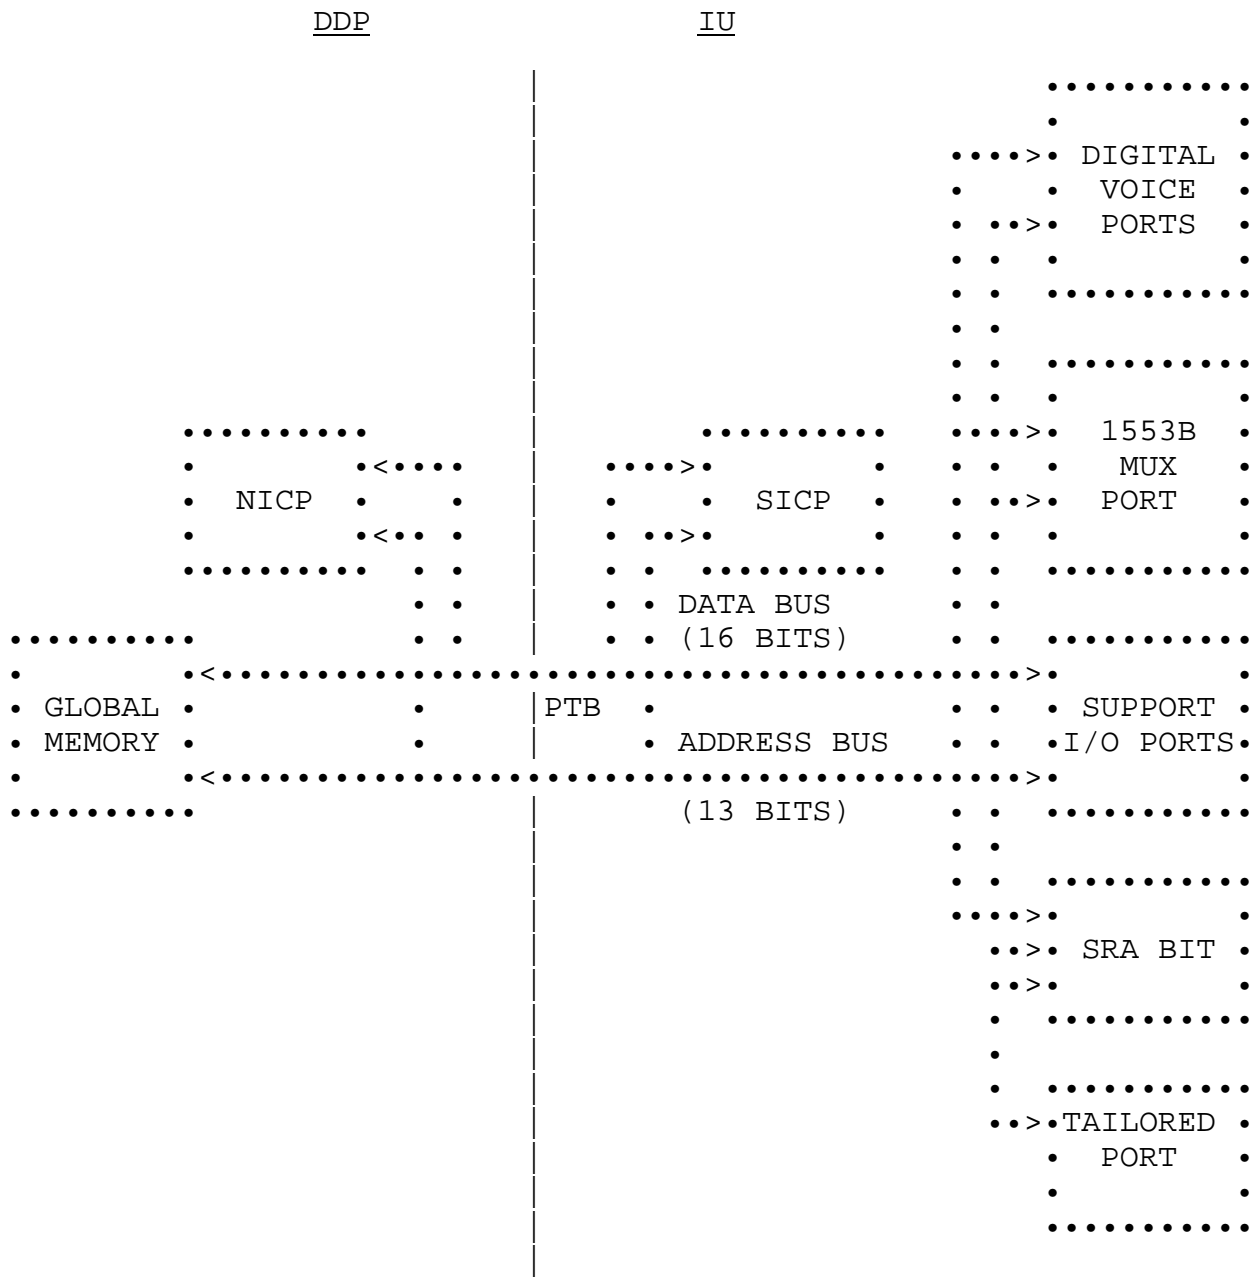 DDP IU
DIGITAL
VOICE
PORTS
1553B
MUX
NICP SICP PORT
DATA BUS
(16 BITS)
GLOBAL PTB SUPPORT
MEMORY ADDRESS BUS I/O PORTS
(13 BITS)
SRA BIT
TAILORED
PORT